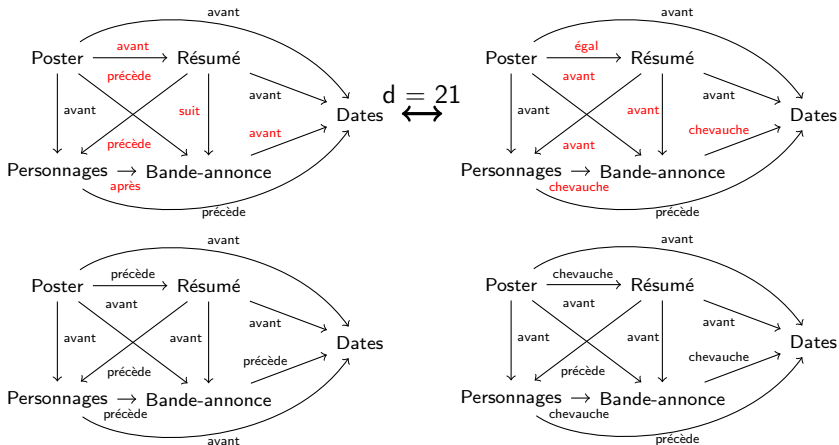 avant
avant
Poster
Résumé
précède
avant
suit
avant
Dates
précède
avant
Personnages
Bande-annonce
après
précède
d = 21
avant
égal
Poster
Résumé
avant
avant
avant
avant
Dates
chevauche
avant
Personnages
Bande-annonce
chevauche
précède
avant
précède
Poster
Résumé
avant
avant
avant
avant
Dates
précède
précède
Personnages
Bande-annonce
précède
avant
avant
chevauche
Poster
Résumé
avant
avant
avant
avant
Dates
chevauche
précède
Personnages
Bande-annonce
chevauche
précède